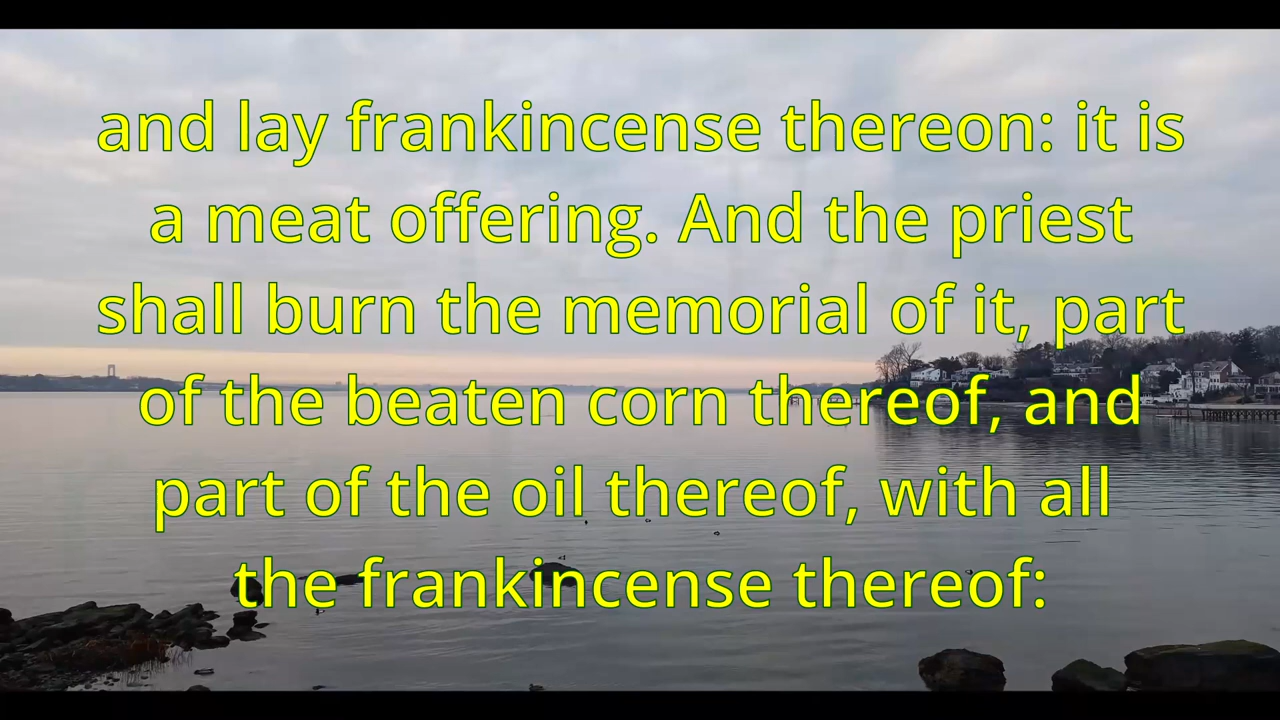 and lay frankincense thereon: it is
a meat offering. And the priest
shall burn the memorial of it, part
of the beaten corn thereof, and
part of the oil thereof, with all
the frankincense thereof: